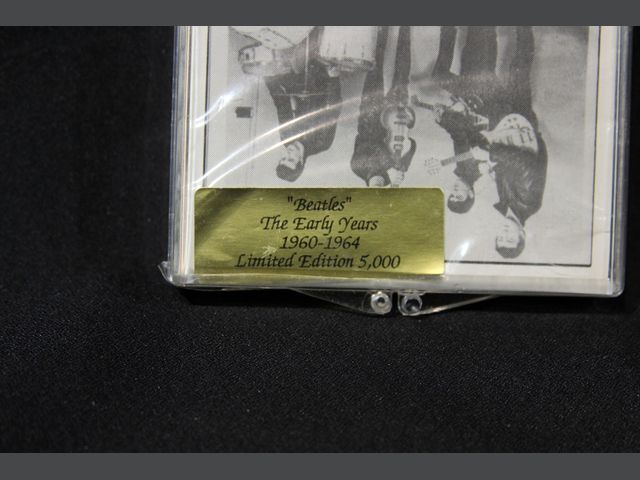 "Beatles"
The Early Years
1960-1964
Limited Edition 5,000